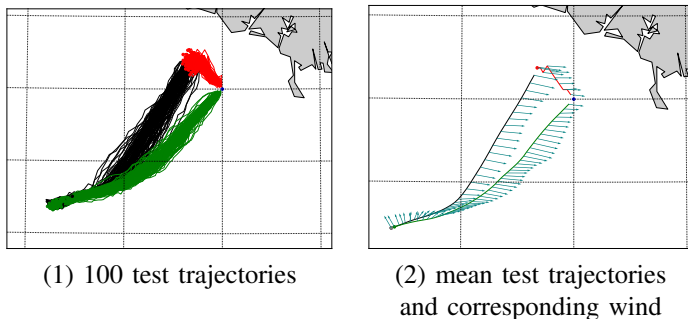 (1) 100 test trajectories
(2) mean test trajectories
and corresponding wind